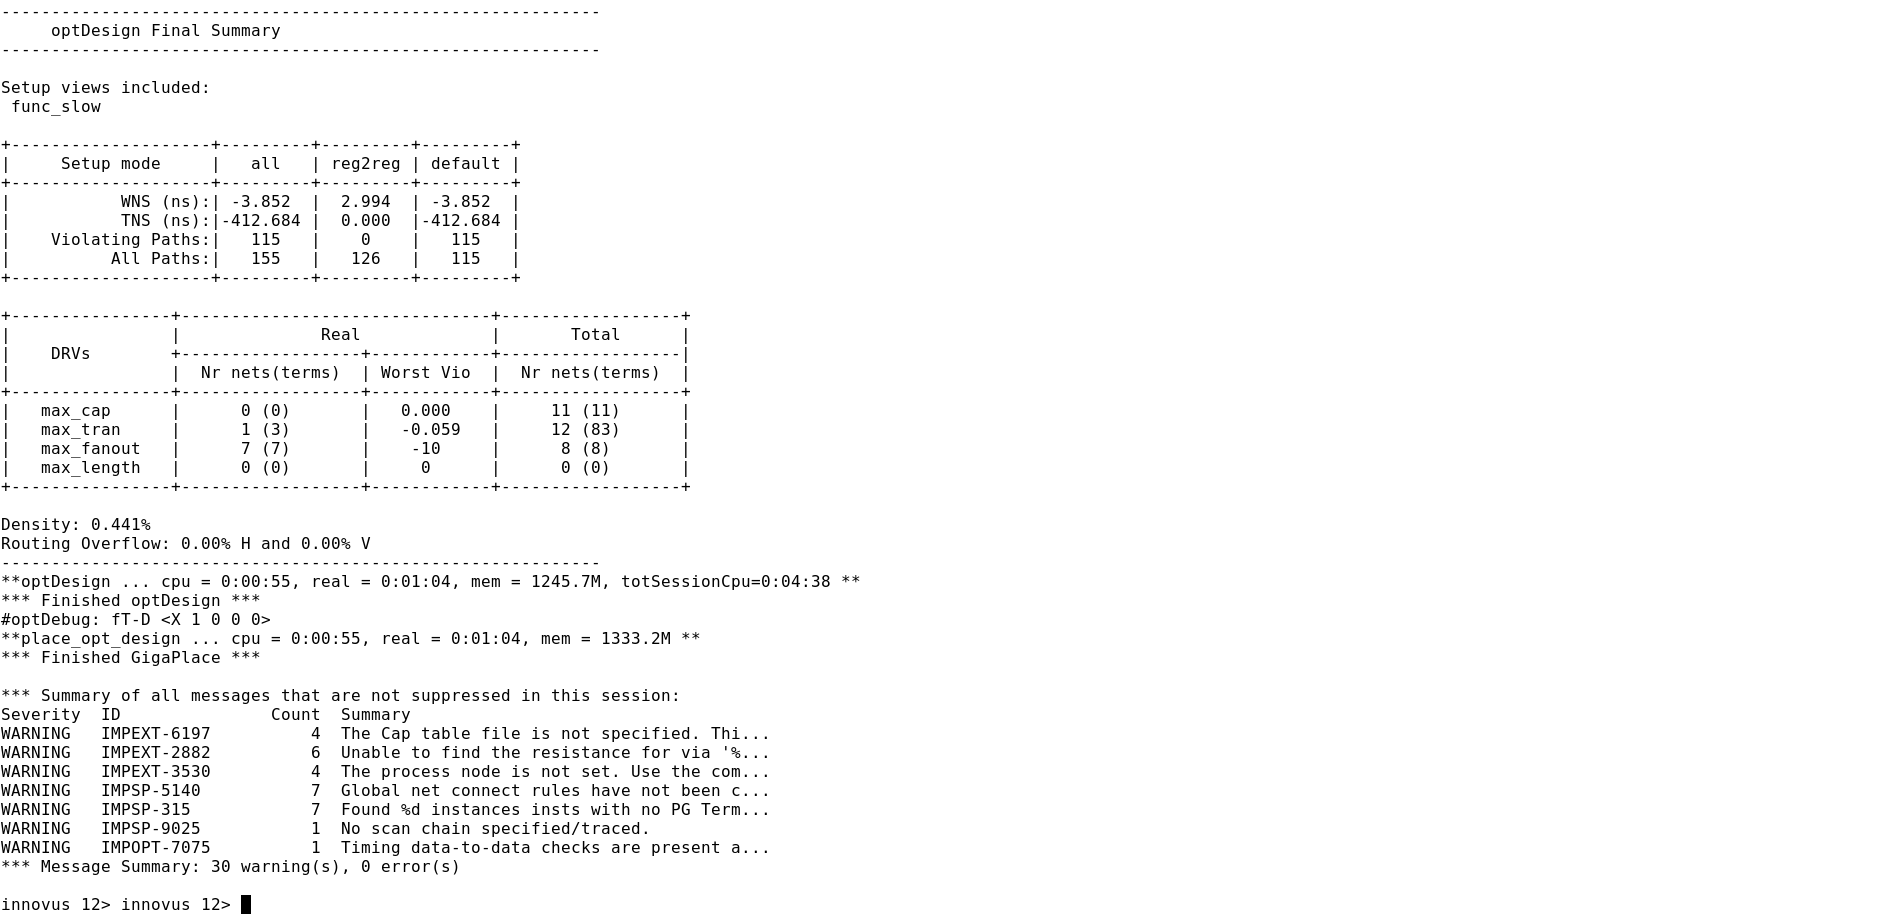 ------------------------------------------------------------
     optDesign Final Summary
------------------------------------------------------------

Setup views included:
 func_slow

+--------------------+---------+---------+---------+
|     Setup mode     |   all   | reg2reg | default |
+--------------------+---------+---------+---------+
|           WNS (ns):| -3.852  |  2.994  | -3.852  |
|           TNS (ns):|-412.684 |  0.000  |-412.684 |
|    Violating Paths:|   115   |    0    |   115   |
|          All Paths:|   155   |   126   |   115   |
+--------------------+---------+---------+---------+

+----------------+-------------------------------+------------------+
|                |              Real             |       Total      |
|    DRVs        +------------------+------------+------------------|
|                |  Nr nets(terms)  | Worst Vio  |  Nr nets(terms)  |
+----------------+------------------+------------+------------------+
|   max_cap      |      0 (0)       |   0.000    |     11 (11)      |
|   max_tran     |      1 (3)       |   -0.059   |     12 (83)      |
|   max_fanout   |      7 (7)       |    -10     |      8 (8)       |
|   max_length   |      0 (0)       |     0      |      0 (0)       |
+----------------+------------------+------------+------------------+

Density: 0.441%
Routing Overflow: 0.00% H and 0.00% V
------------------------------------------------------------
**optDesign ... cpu = 0:00:55, real = 0:01:04, mem = 1245.7M, totSessionCpu=0:04:38 **
*** Finished optDesign ***
#optDebug: fT-D <X 1 0 0 0>
**place_opt_design ... cpu = 0:00:55, real = 0:01:04, mem = 1333.2M **
*** Finished GigaPlace ***

*** Summary of all messages that are not suppressed in this session:
Severity  ID               Count  Summary
WARNING   IMPEXT-6197          4  The Cap table file is not specified. Thi...
WARNING   IMPEXT-2882          6  Unable to find the resistance for via '%...
WARNING   IMPEXT-3530          4  The process node is not set. Use the com...
WARNING   IMPSP-5140           7  Global net connect rules have not been c...
WARNING   IMPSP-315            7  Found %d instances insts with no PG Term...
WARNING   IMPSP-9025           1  No scan chain specified/traced.
WARNING   IMPOPT-7075          1  Timing data-to-data checks are present a...
*** Message Summary: 30 warning(s), 0 error(s)

innovus 12> innovus 12>